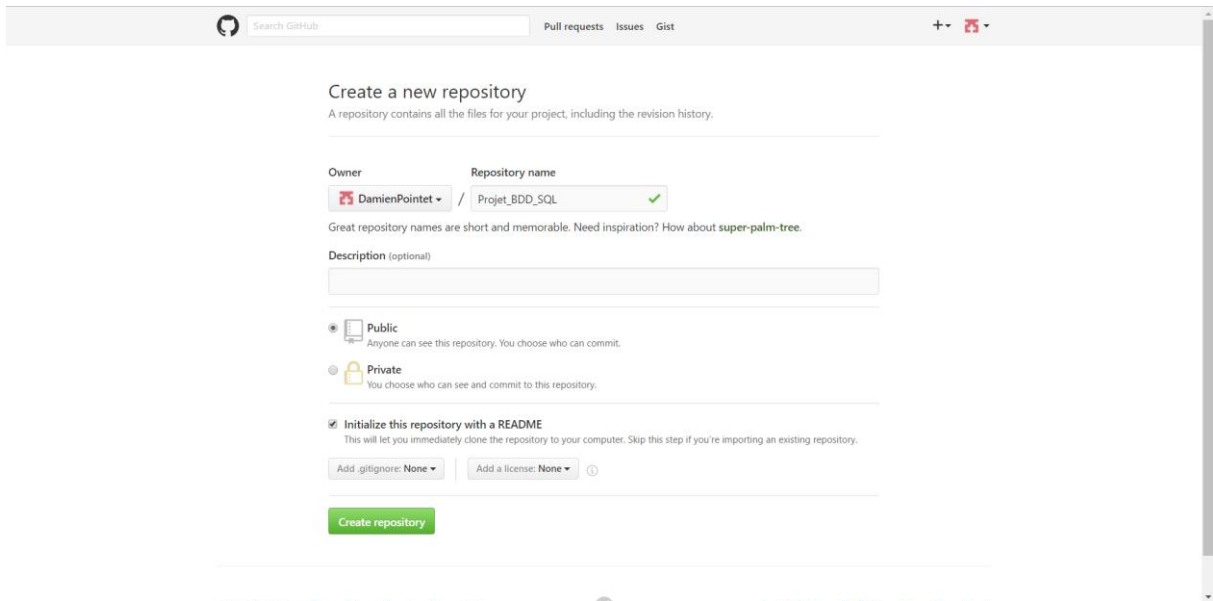 Search GitHub
Pull requests Issues Gist
Create a new repository
A repository contains all the files for your project, including the revision history.
Owner Repository name
DamienPointet / Projet_BDD_SQL
Great repository names are short and memorable. Need inspiration? How about super-palm-tree.
Description (optional)
Public
Anyone can see this repository. You choose who can commit.
Private
You choose who can see and commit to this repository.
Initialize this repository with a README
This will let you immediately clone the repository to your computer. Skip this step if you're importing an existing repository.
Add .gitignore: None Add a license: None
Create repository